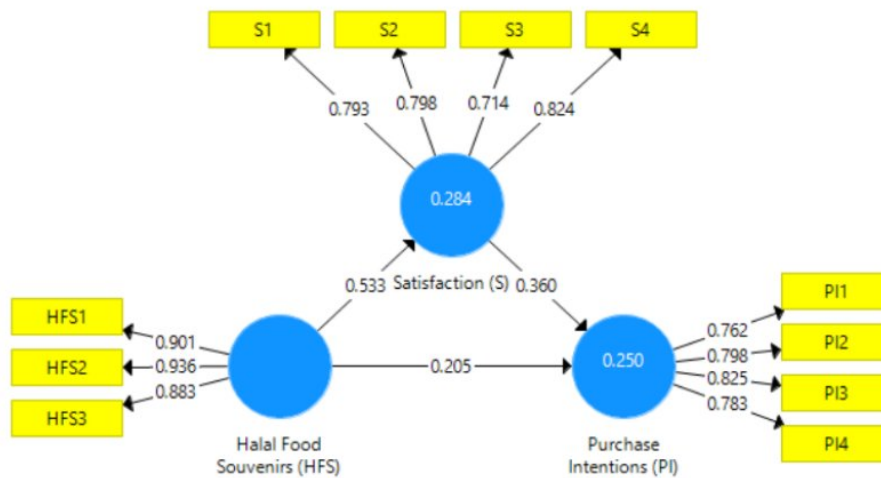 S1
S2
S3
S4
0.793
0.798
0.714
0.824
0.284
Satisfaction (S)
0.533
0.360
HFS1
HFS2
HFS3
0.901
0.936
0.883
0.205
0.250
0.762
0.798
0.825
0.783
PI1
PI2
PI3
PI4
Halal Food
Souvenirs (HFS)
Purchase
Intentions (PI)